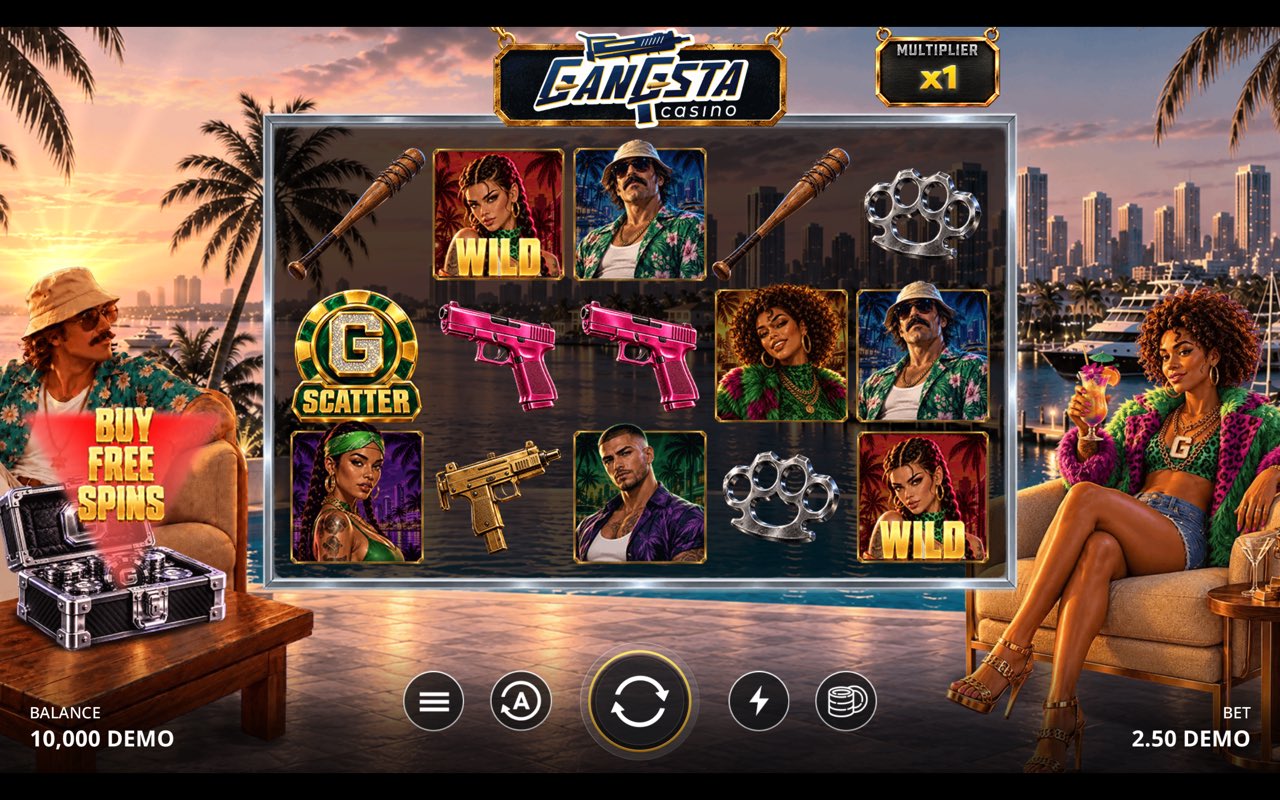 GANGSTA
casino
MULTIPLIER
x1
WILD
G
SCATTER
WILD
BUY
FREE
SPINS
G
G
A
BALANCE
10,000 DEMO
BET
2.50 DEMO